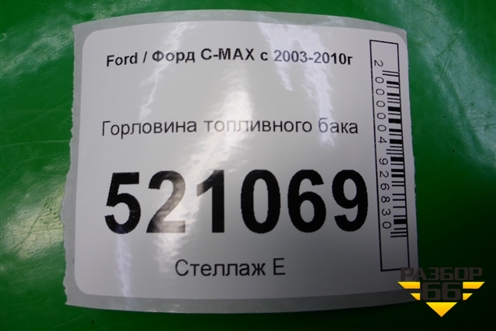 Ford / Форд C-MAX с 2003-2010г
Горловина топливного бака
521069
Стеллаж Е
2000004926830
РАЗБОР
66